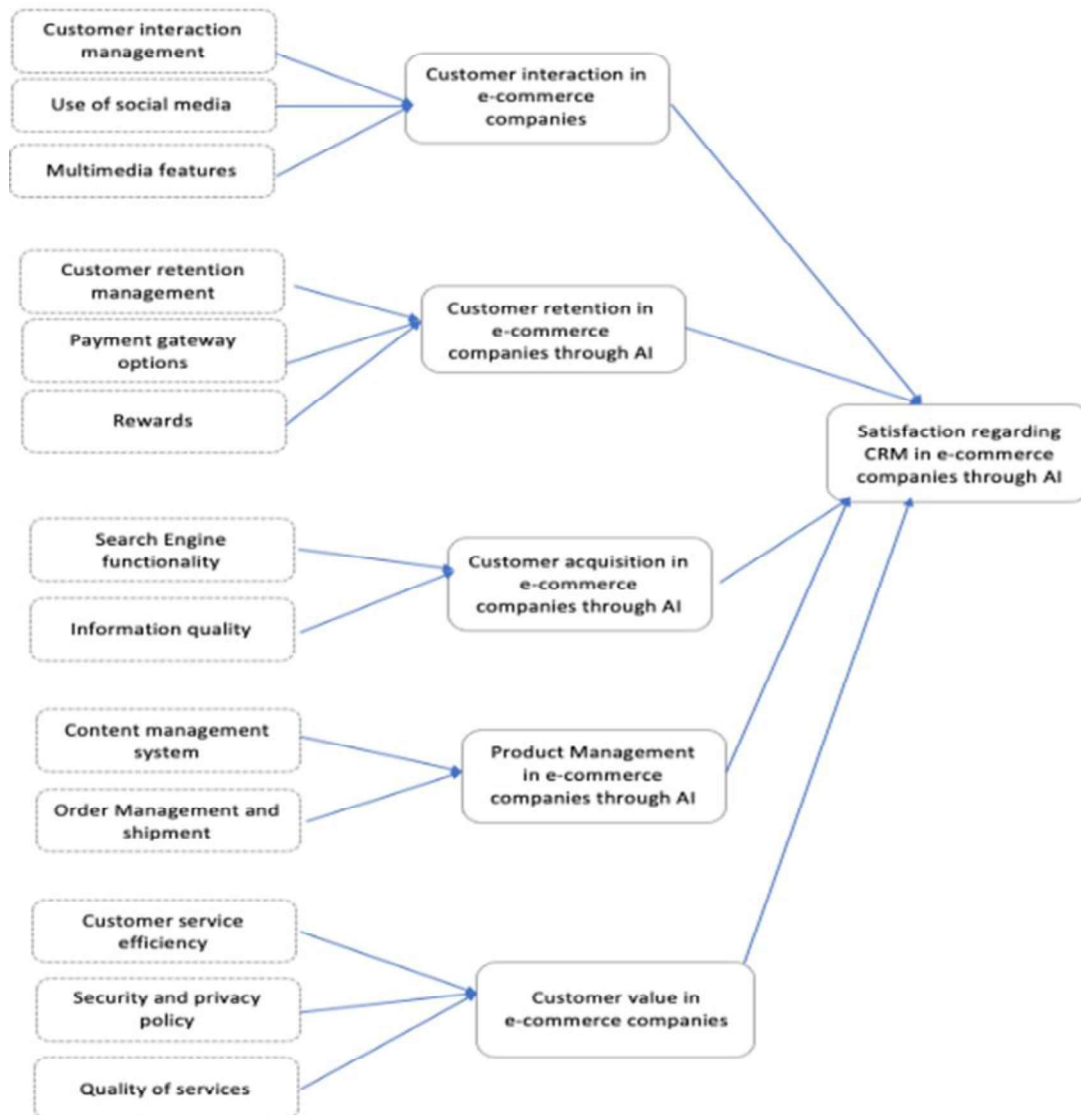 Customer interaction
management
Use of social media
Multimedia features
Customer interaction in
e-commerce
companies
Customer retention
management
Payment gateway
options
Rewards
Customer retention in
e-commerce
companies through AI
Satisfaction regarding
CRM in e-commerce
companies through AI
Search Engine
functionality
Information quality
Customer acquisition in
e-commerce
companies through AI
Content management
system
Order Management and
shipment
Product Management
in e-commerce
companies through AI
Customer service
efficiency
Security and privacy
policy
Quality of services
Customer value in
e-commerce companies